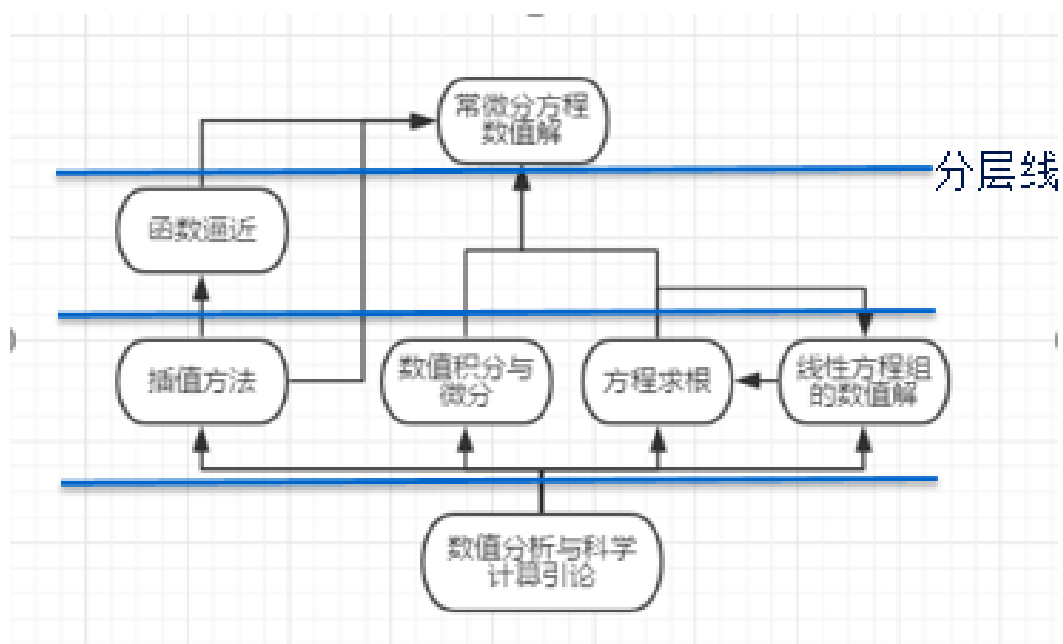 常微分方程
数值解
分层线
函数逼近
插值方法
数值积分与
微分
方程求根
线性方程组
的数值解
数值分析与科学
计算引论